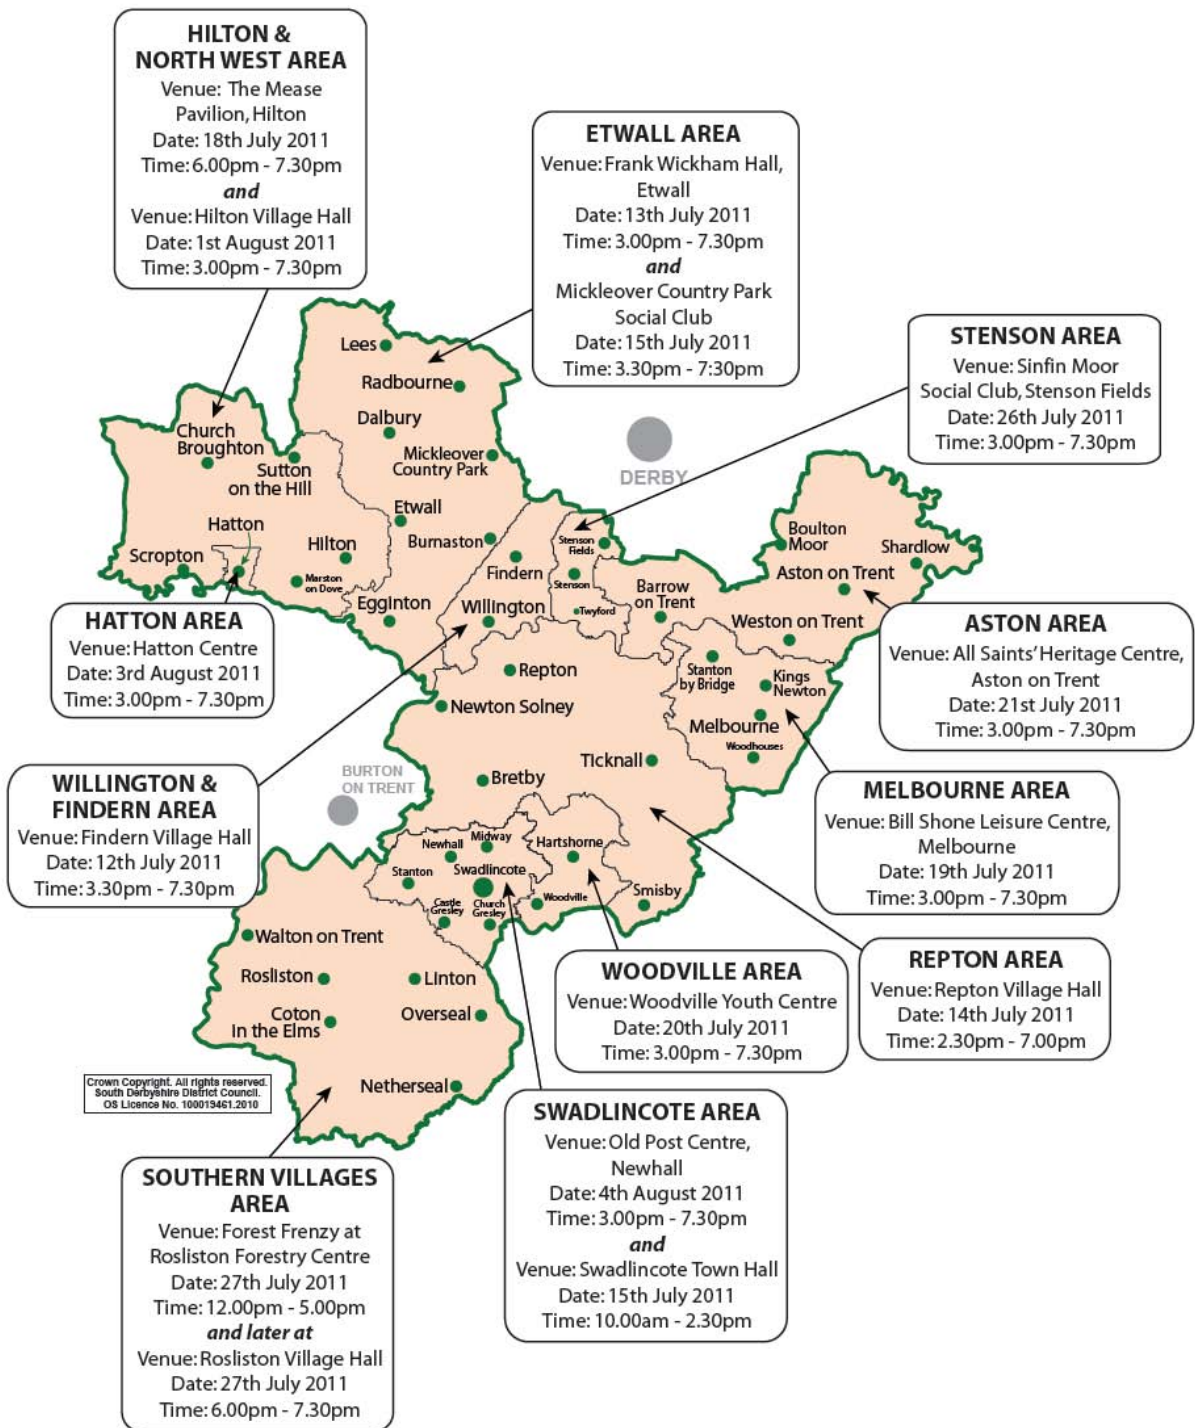 HILTON &
NORTH WEST AREA
Venue: The Mease
Pavilion, Hilton
Date: 18th July 2011
Time: 6.00pm - 7.30pm
and
Venue: Hilton Village Hall
Date: 1st August 2011
Time: 3.00pm - 7.30pm
ETWALL AREA
Venue: Frank Wickham Hall,
Etwall
Date: 13th July 2011
Time: 3.00pm - 7.30pm
and
Mickleover Country Park
Social Club
Date: 15th July 2011
Time: 3.30pm - 7:30pm
STENSON AREA
Venue: Sinfin Moor
Social Club, Stenson Fields
Date: 26th July 2011
Time: 3.00pm - 7.30pm
Lees
Radbourne
Dalbury
Church
Broughton
Mickleover
Country Park
Sutton
on the Hill
DERBY
Etwall
Hatton
Burnaston
Hilton
Scropton
Marston
on Dove
Egginton
Findern
Willington
Stenson
Fields
Stenson
Twyford
Boulton
Moor
Shardlow
Aston on Trent
Barrow
on Trent
Weston on Trent
HATTON AREA
Venue: Hatton Centre
Date: 3rd August 2011
Time: 3.00pm - 7.30pm
ASTON AREA
Venue: All Saints' Heritage Centre,
Aston on Trent
Date: 21st July 2011
Time: 3.00pm - 7.30pm
Repton
Stanton
by Bridge
Kings
Newton
Newton Solney
Melbourne
Woodhouses
Ticknall
Bretby
BURTON
ON TRENT
WILLINGTON &
FINDERN AREA
Venue: Findern Village Hall
Date: 12th July 2011
Time: 3.30pm - 7.30pm
MELBOURNE AREA
Venue: Bill Shone Leisure Centre,
Melbourne
Date: 19th July 2011
Time: 3.00pm - 7.30pm
Newhall
Midway
Hartshorne
Stanton
Swadlincote
Castle
Gresley
Church
Gresley
Woodville
Smisby
Walton on Trent
Rosliston
Linton
Coton
In the Elms
Overseal
Netherseal
WOODVILLE AREA
Venue: Woodville Youth Centre
Date: 20th July 2011
Time: 3.00pm - 7.30pm
REPTON AREA
Venue: Repton Village Hall
Date: 14th July 2011
Time: 2.30pm - 7.00pm
Crown Copyright. All rights reserved.
South Derbyshire District Council.
OS Licence No. 100019461.2010
SWADLINCOTE AREA
Venue: Old Post Centre,
Newhall
Date: 4th August 2011
Time: 3.00pm - 7.30pm
and
Venue: Swadlincote Town Hall
Date: 15th July 2011
Time: 10.00am - 2.30pm
SOUTHERN VILLAGES
AREA
Venue: Forest Frenzy at
Rosliston Forestry Centre
Date: 27th July 2011
Time: 12.00pm - 5.00pm
and later at
Venue: Rosliston Village Hall
Date: 27th July 2011
Time: 6.00pm - 7.30pm